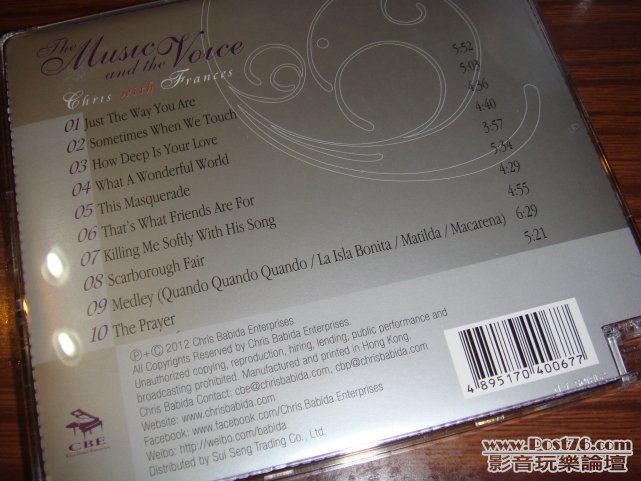 The Music and the Voice
Chris with Frances
01 Just The Way You Are 5:52
02 Sometimes When We Touch 5:03
03 How Deep Is Your Love 4:36
04 What A Wonderful World 4:40
05 This Masquerade 3:57
06 That's What Friends Are For 5:34
07 Killing Me Softly With His Song 4:29
08 Scarborough Fair 4:55
09 Medley (Quando Quando Quando / La Isla Bonita / Matilda / Macarena) 6:29
10 The Prayer 5:21
℗+© 2012 Chris Babida Enterprises
All Copyrights Reserved by Chris Babida Enterprises.
Unauthorized copying, reproduction, hiring, lending, public performance and
broadcasting prohibited. Manufactured and printed in Hong Kong.
Chris Babida Contact: cbe@chrisbabida.com, cbp@chrisbabida.com
Website: www.chrisbabida.com
Facebook: www.facebook.com/Chris.Babida.Enterprises
Weibo: http://weibo.com/babida
Distributed by Sui Seng Trading Co., Ltd.
CBE
4 895170 400677
www.Post76.com
影音玩樂論壇